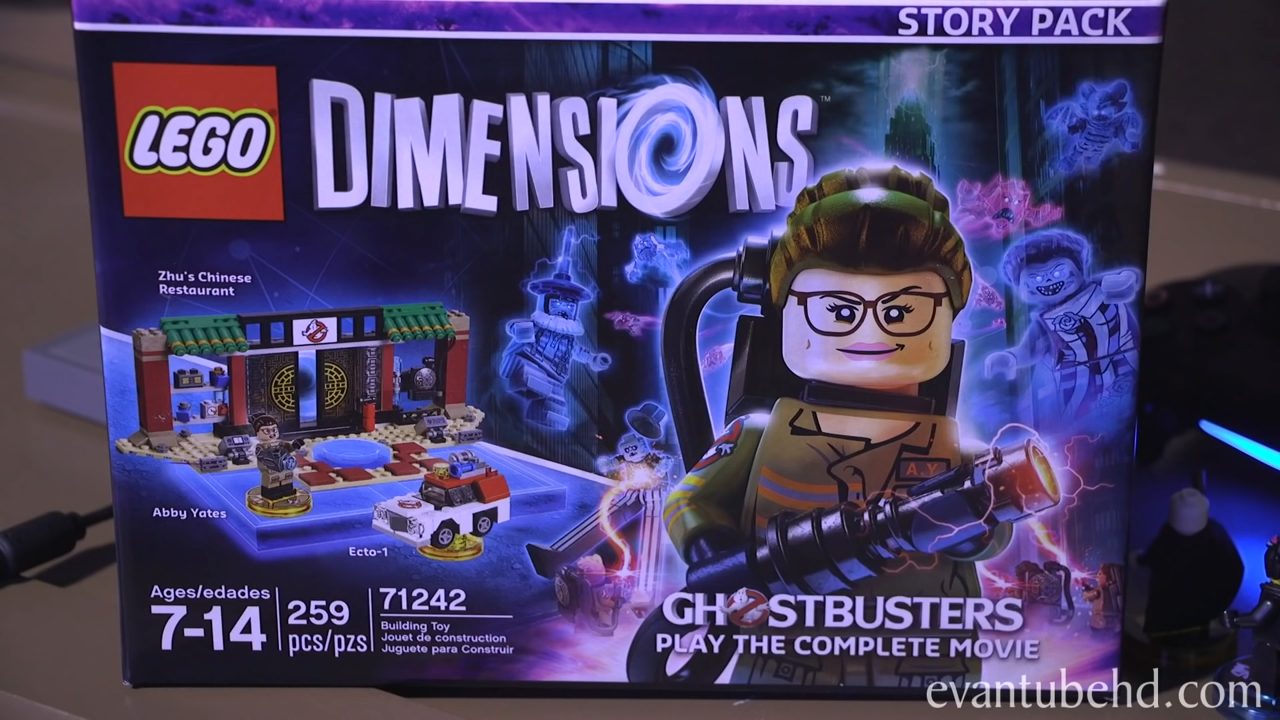 STORY PACK
LEGO
DIMENSIONS™
Zhu's Chinese
Restaurant
Abby Yates
Ecto-1
A.Y
Ages/edades
7-14
259
pcs/pzs
71242
Building Toy
Jouet de construction
Juguete para Construir
GHOSTBUSTERS
PLAY THE COMPLETE MOVIE
evantubehd.com